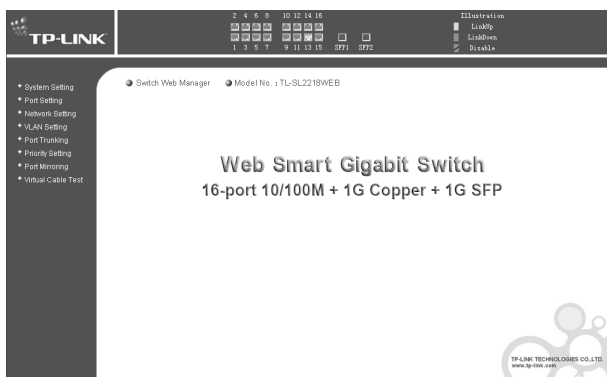 TP-LINK
2 4 6 8 10 12 14 16
1 3 5 7 9 11 13 15 SFP1 SFP2
Illustration
LinkUp
LinkDown
Disable
System Setting
Port Setting
Network Setting
VLAN Setting
Port Trunking
Priority Setting
Port Mirroring
Virtual Cable Test
Switch Web Manager Model No. : TL-SL2218WEB
Web Smart Gigabit Switch
16-port 10/100M + 1G Copper + 1G SFP
TP-LINK TECHNOLOGIES CO.,LTD.
www.tp-link.com